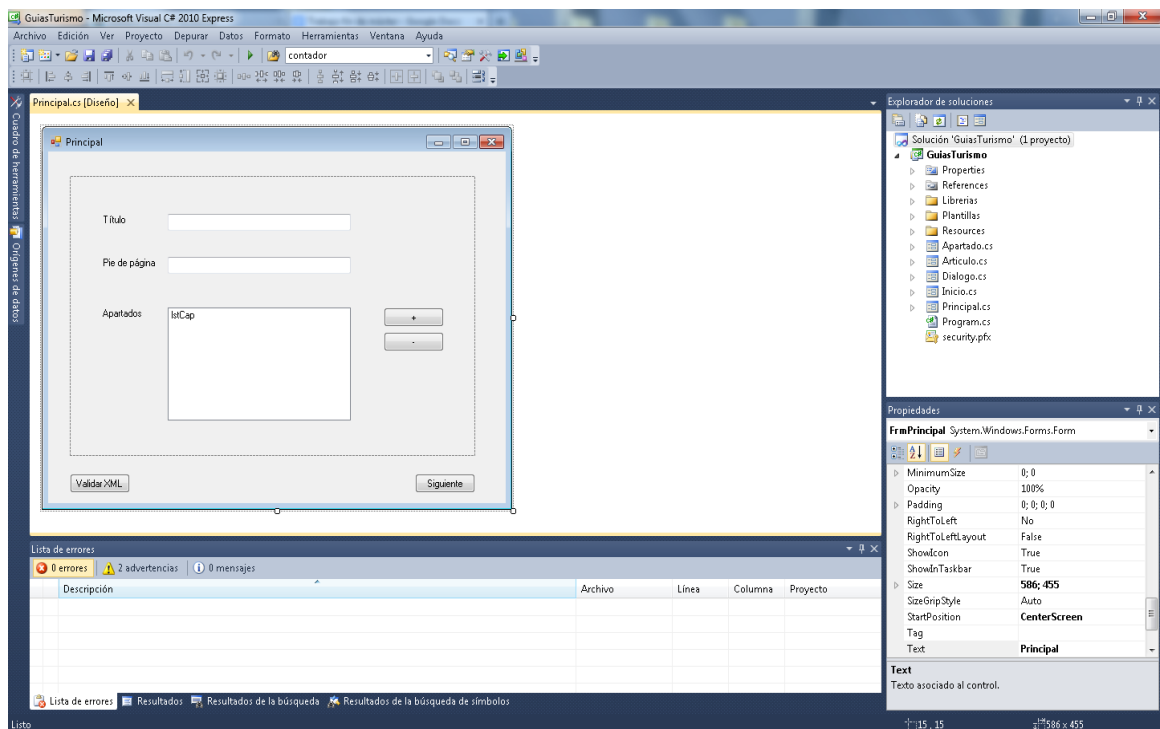 GuiasTurismo - Microsoft Visual C# 2010 Express
Archivo Edición Ver Proyecto Depurar Datos Formato Herramientas Ventana Ayuda
contador
Principal.cs [Diseño]
Cuadro de herramientas
Orígenes de datos
Principal
Título
Pie de página
Apartados
lstCap
+
-
Validar XML
Siguiente
Lista de errores
0 errores
2 advertencias
0 mensajes
Descripción Archivo Línea Columna Proyecto
Lista de errores Resultados Resultados de la búsqueda Resultados de la búsqueda de símbolos
Explorador de soluciones
Solución 'GuiasTurismo' (1 proyecto)
GuiasTurismo
Properties
References
Librerias
Plantillas
Resources
Apartado.cs
Articulo.cs
Dialogo.cs
Inicio.cs
Principal.cs
Program.cs
security.pfx
Propiedades
FrmPrincipal System.Windows.Forms.Form
MinimumSize 0; 0
Opacity 100%
Padding 0; 0; 0; 0
RightToLeft No
RightToLeftLayout False
ShowIcon True
ShowInTaskbar True
Size 586; 455
SizeGripStyle Auto
StartPosition CenterScreen
Tag
Text Principal
Text
Texto asociado al control.
Listo
15 , 15
586 x 455